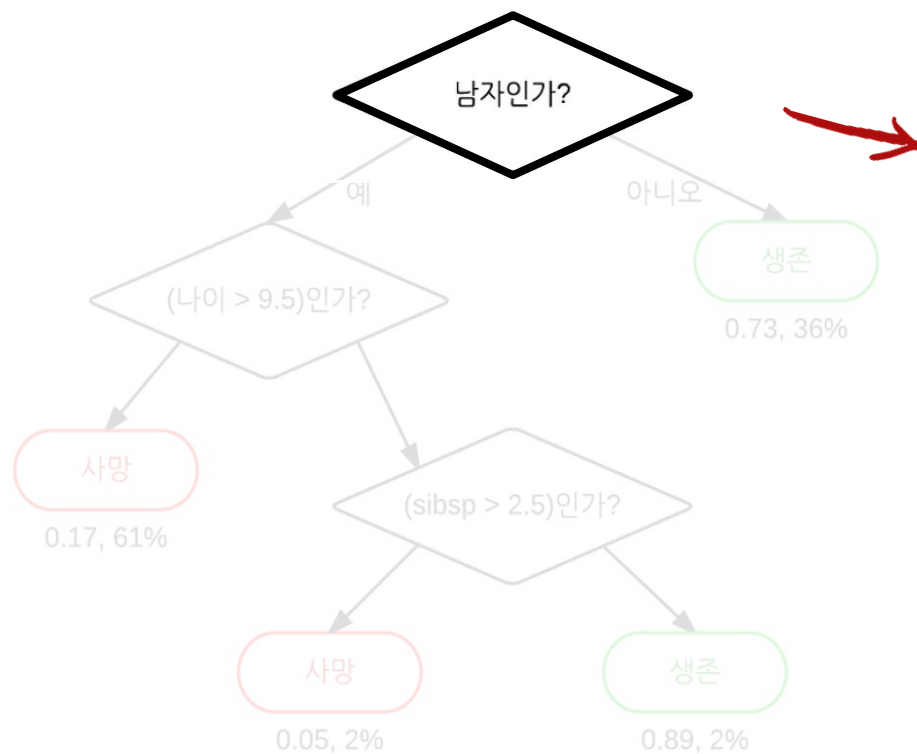 남자인가?
예
아니오
생존
0.73, 36%
(나이 > 9.5)인가?
사망
0.17, 61%
(sibsp > 2.5)인가?
사망
0.05, 2%
생존
0.89, 2%